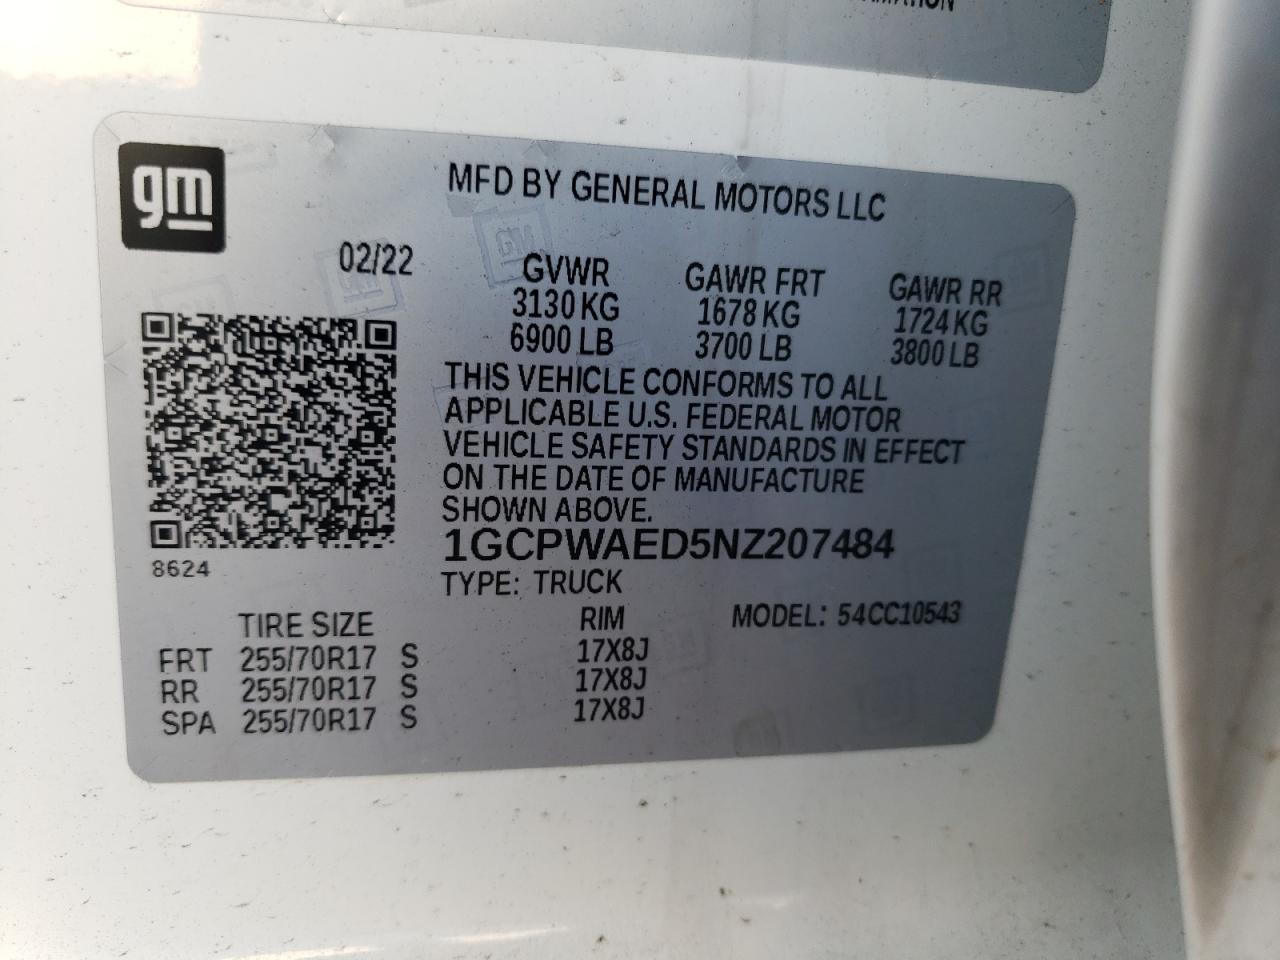 gm
MFD BY GENERAL MOTORS LLC
02/22
GVWR GAWR FRT GAWR RR
3130 KG 1678 KG 1724 KG
6900 LB 3700 LB 3800 LB
THIS VEHICLE CONFORMS TO ALL
APPLICABLE U.S. FEDERAL MOTOR
VEHICLE SAFETY STANDARDS IN EFFECT
ON THE DATE OF MANUFACTURE
SHOWN ABOVE.
1GCPWAED5NZ207484
8624
TYPE: TRUCK
TIRE SIZE RIM MODEL: 54CC10543
FRT 255/70R17 S 17X8J
RR 255/70R17 S 17X8J
SPA 255/70R17 S 17X8J